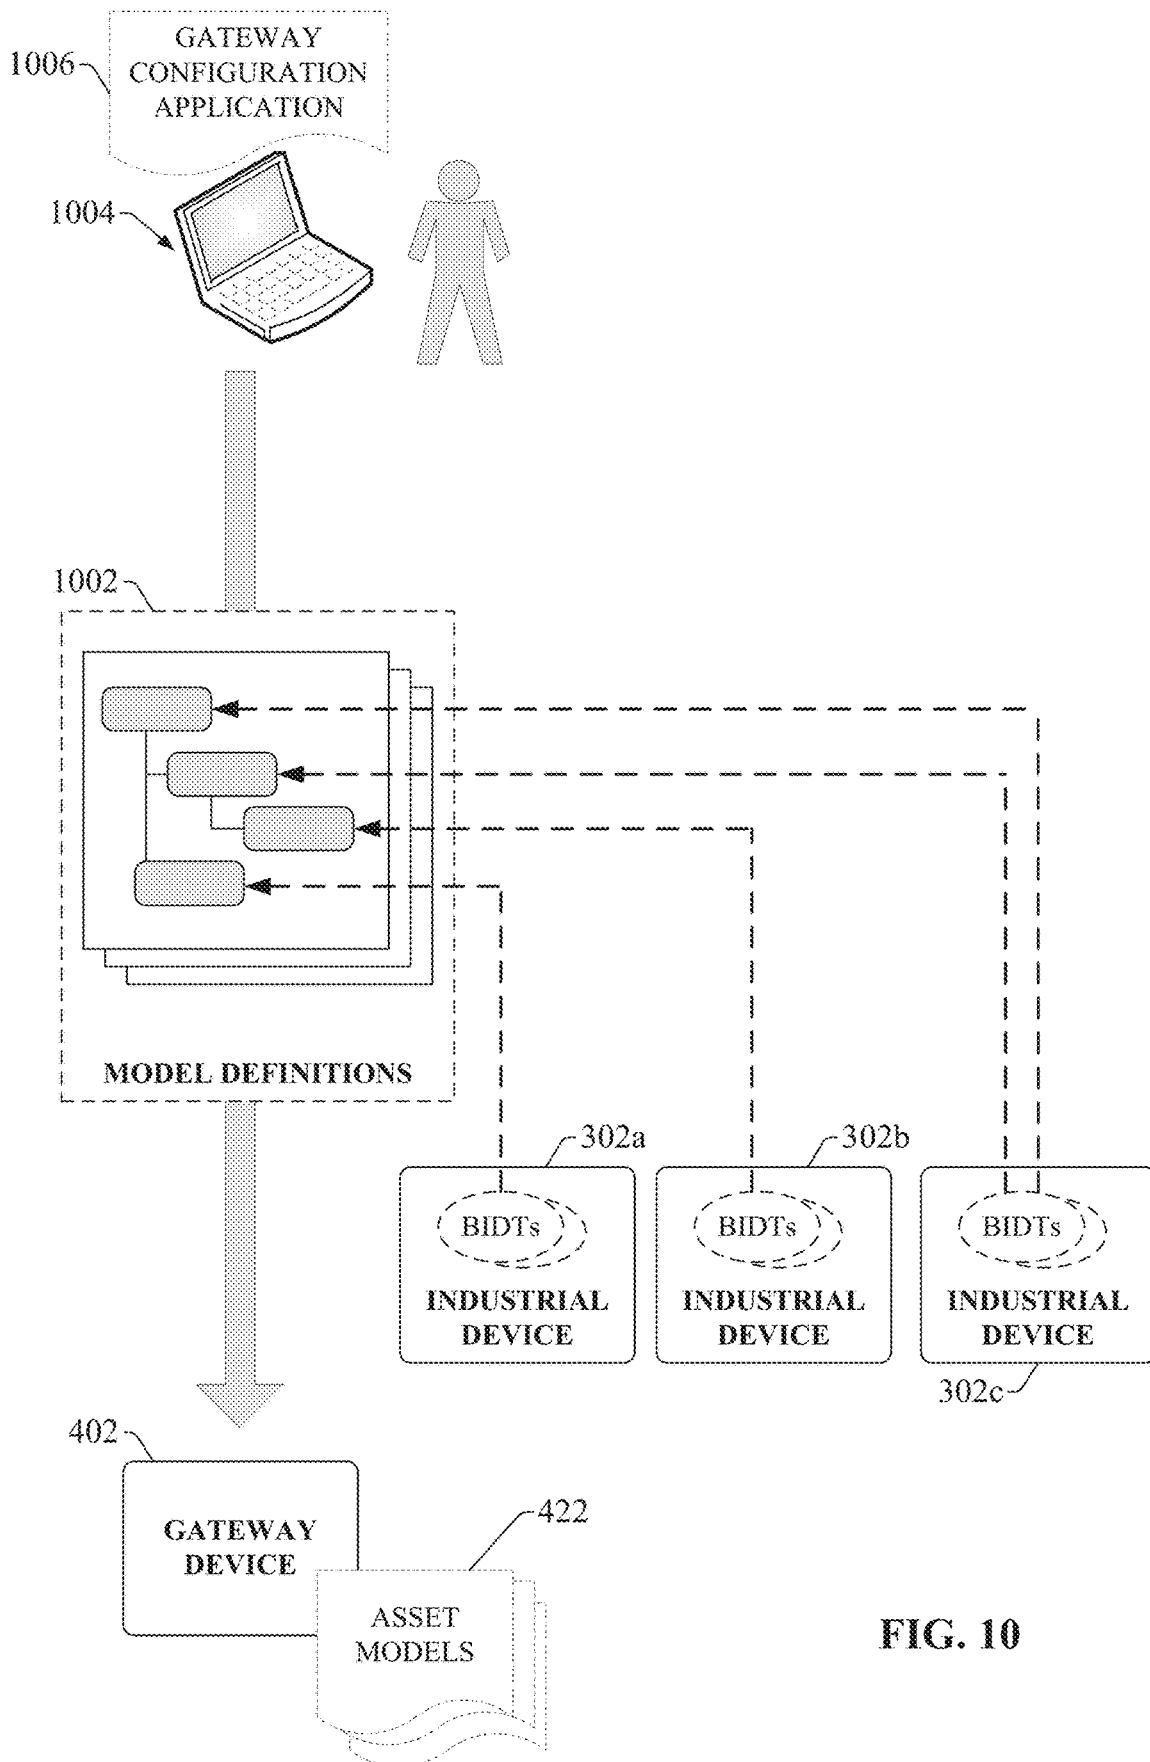 GATEWAY
CONFIGURATION
APPLICATION
1006
1004
1002
MODEL DEFINITIONS
302a
302b
BIDTs
BIDTs
BIDTs
INDUSTRIAL
DEVICE
INDUSTRIAL
DEVICE
INDUSTRIAL
DEVICE
302c
402
GATEWAY
DEVICE
422
ASSET
MODELS
FIG. 10